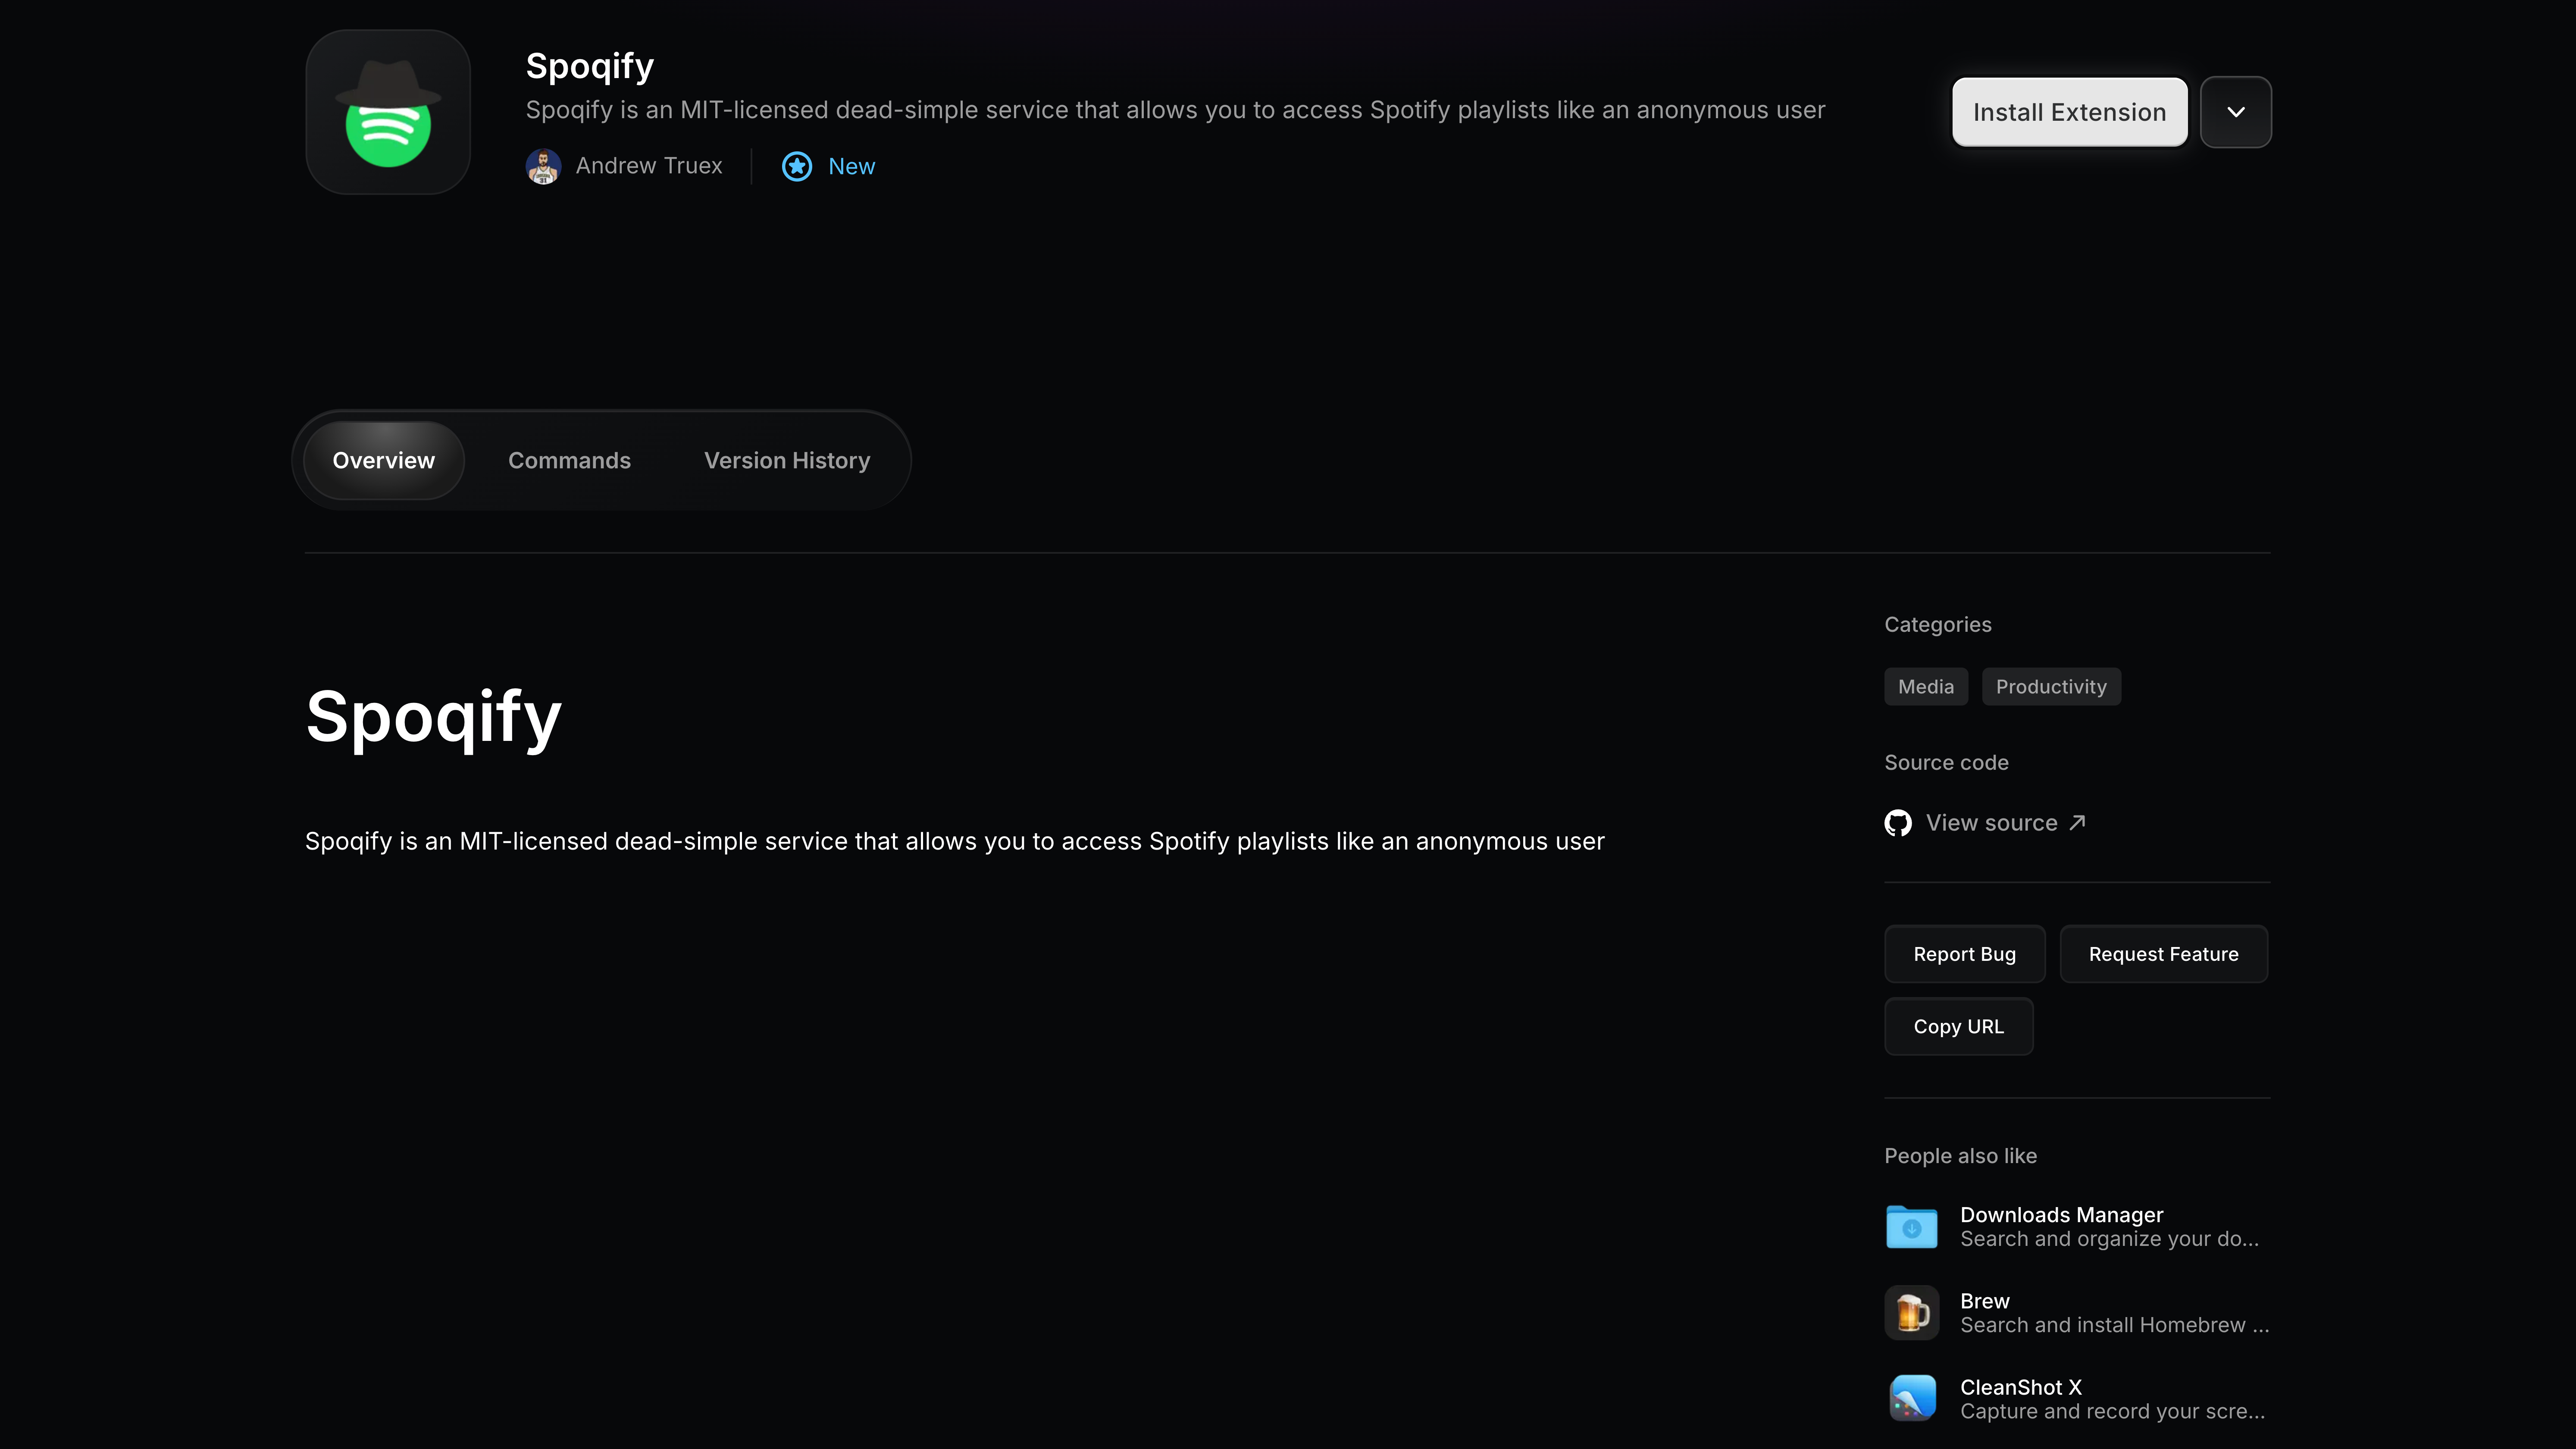 Spoqify
Spoqify is an MIT-licensed dead-simple service that allows you to access Spotify playlists like an anonymous user
Andrew Truex
New
Install Extension
Overview
Commands
Version History
Spoqify
Spoqify is an MIT-licensed dead-simple service that allows you to access Spotify playlists like an anonymous user
Categories
Media
Productivity
Source code
View source
Report Bug
Request Feature
Copy URL
People also like
Downloads Manager
Search and organize your do...
Brew
Search and install Homebrew ...
CleanShot X
Capture and record your scre...